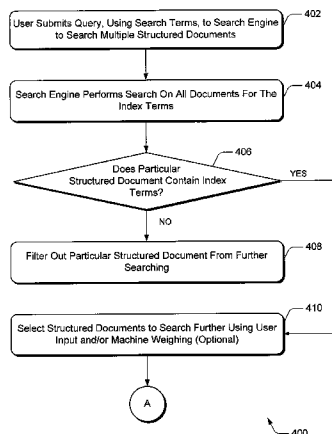 402
User Submits Query, Using Search Terms, to Search Engine
to Search Multiple Structured Documents
404
Search Engine Performs Search On All Documents For The
Index Terms
406
Does Particular
Structured Document Contain Index
Terms?
YES
NO
408
Filter Out Particular Structured Document From Further
Searching
410
Select Structured Documents to Search Further Using User
Input and/or Machine Weighing (Optional)
A
400